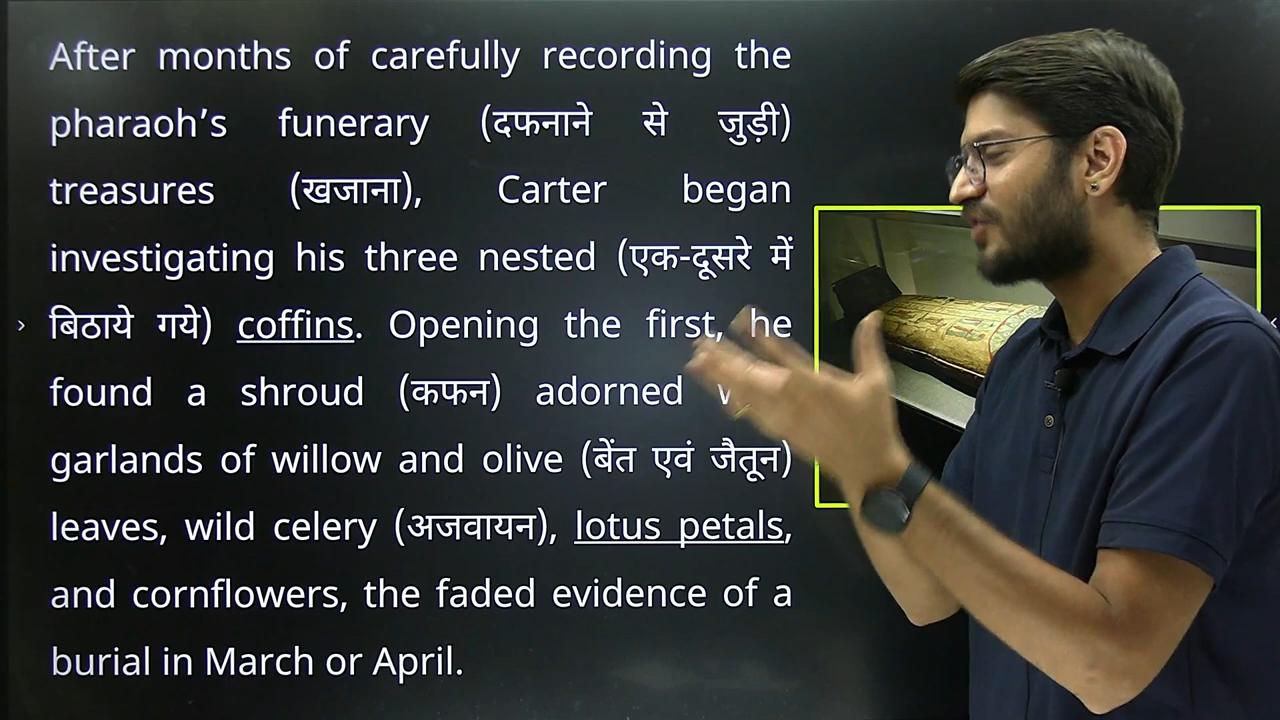 After months of carefully recording the
pharaoh’s funerary (दफनाने से जुड़ी)
treasures (खजाना), Carter began
investigating his three nested (एक-दूसरे में
बिठाये गये) coffins. Opening the first, he
found a shroud (कफन) adorned
garlands of willow and olive (बेंत एवं जैतून)
leaves, wild celery (अजवायन), lotus petals,
and cornflowers, the faded evidence of a
burial in March or April.